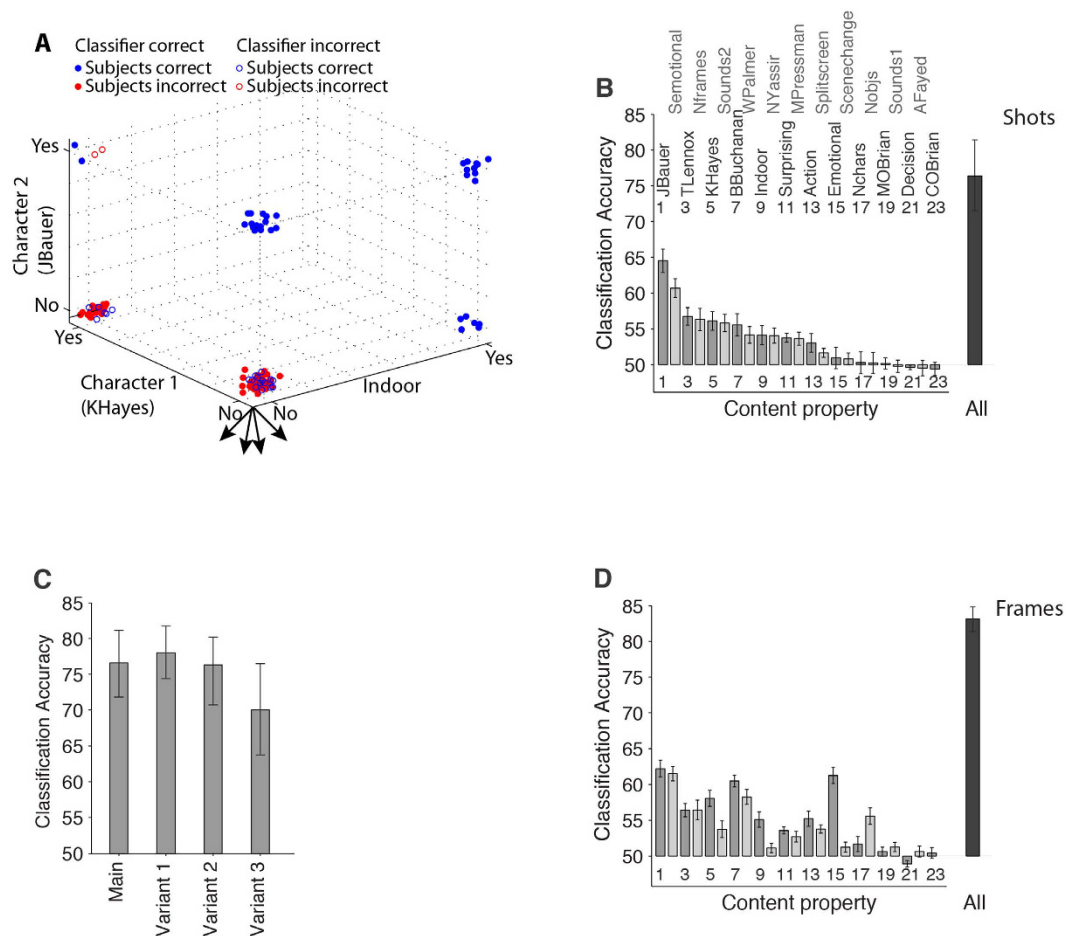 A
Classifier correct Classifier incorrect
Subjects correct Subjects correct
Subjects incorrect Subjects incorrect
Yes
Character 2
(JBauer)
No
Yes
Character 1
(KHayes)
No No
Indoor
Yes
B
Semotional
Nframes
Sounds2
WPalmer
NYassir
MPressman
Splitscreen
Scenechange
Nobjs
Sounds1
AFayed
Shots
JBauer
TLennox
KHayes
BBuchanan
Indoor
Surprising
Action
Emotional
Nchars
MOBrian
Decision
COBrian
1 3 5 7 9 11 13 15 17 19 21 23
Classification Accuracy
85
80
75
70
65
60
55
50
1 3 5 7 9 11 13 15 17 19 21 23
Content property All
C
Classification Accuracy
85
80
75
70
65
60
55
50
Main
Variant 1
Variant 2
Variant 3
D
Frames
Classification Accuracy
85
80
75
70
65
60
55
50
1 3 5 7 9 11 13 15 17 19 21 23
Content property All